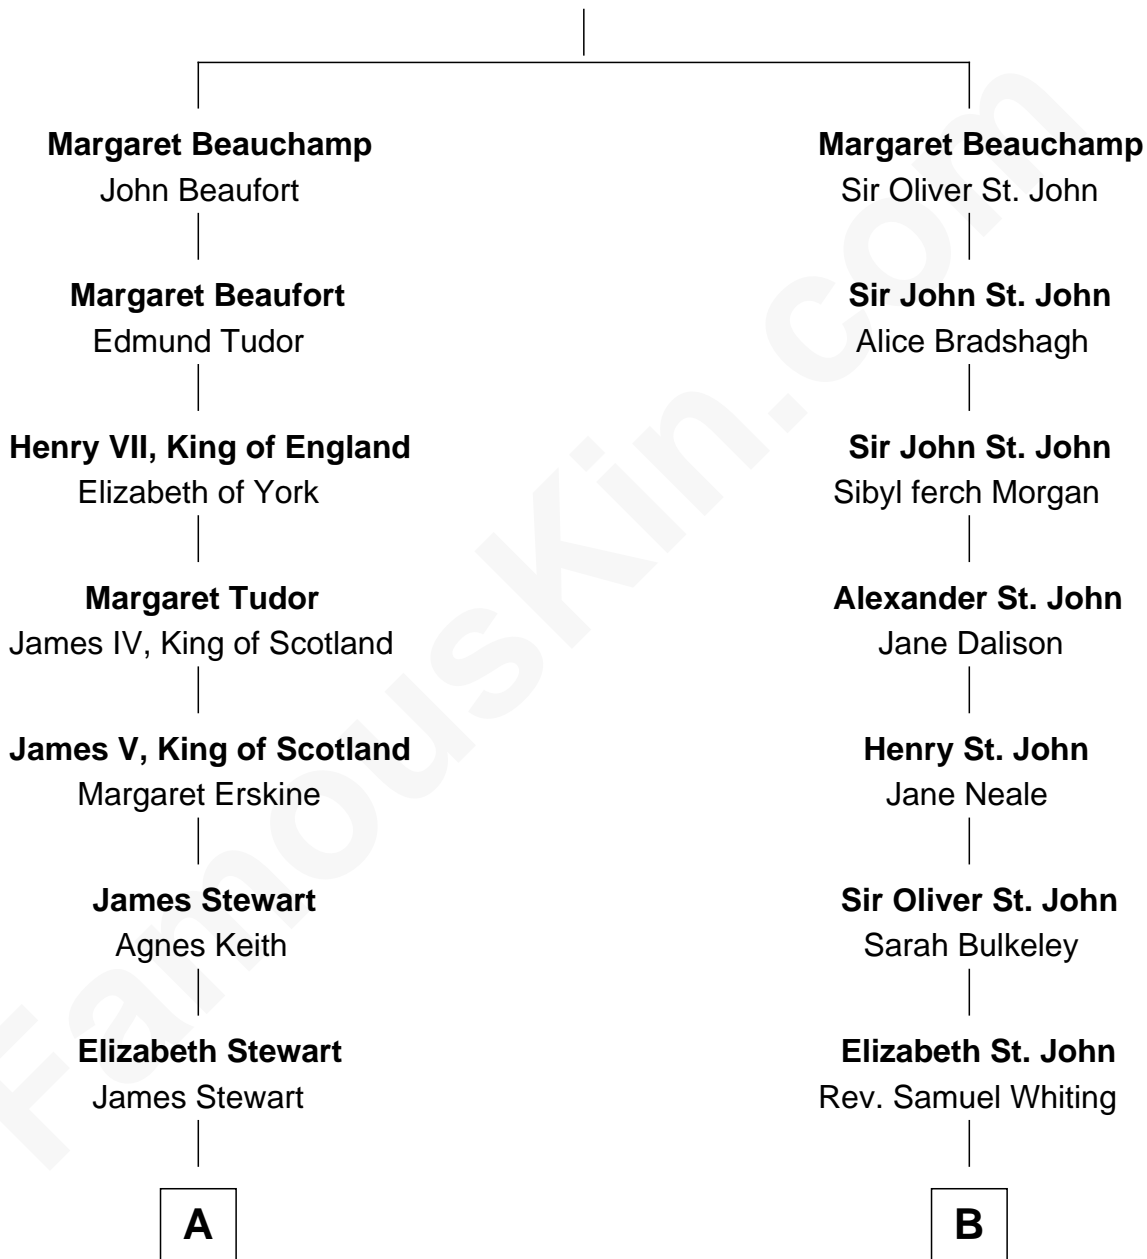 Margaret Beauchamp
John Beaufort
Margaret Beaufort
Edmund Tudor
Henry VII, King of England
Elizabeth of York
Margaret Tudor
James IV, King of Scotland
James V, King of Scotland
Margaret Erskine
James Stewart
Agnes Keith
Elizabeth Stewart
James Stewart
A
Margaret Beauchamp
Sir Oliver St. John
Sir John St. John
Alice Bradshagh
Sir John St. John
Sibyl ferch Morgan
Alexander St. John
Jane Dalison
Henry St. John
Jane Neale
Sir Oliver St. John
Sarah Bulkeley
Elizabeth St. John
Rev. Samuel Whiting
B
FamousKin.com